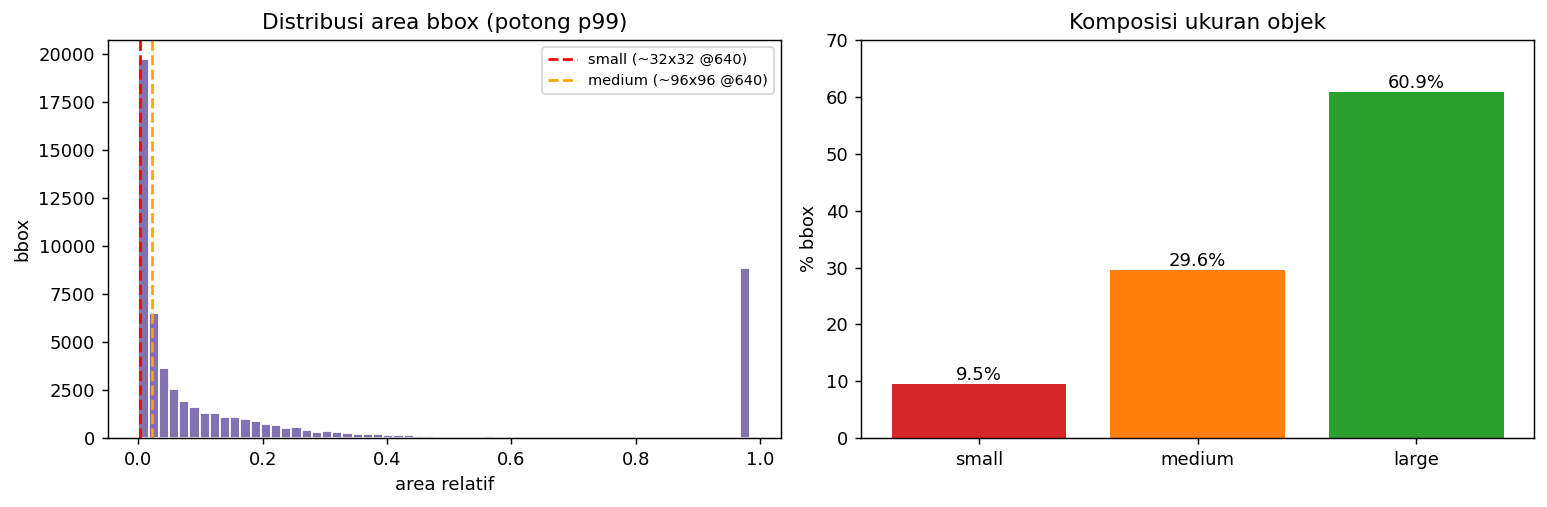 Distribusi area bbox (potong p99)
small (~32x32 @640)
medium (~96x96 @640)
bbox
20000
17500
15000
12500
10000
7500
5000
2500
0
0.0 0.2 0.4 0.6 0.8 1.0
area relatif
Komposisi ukuran objek
% bbox
70
60
50
40
30
20
10
0
9.5%
29.6%
60.9%
small medium large